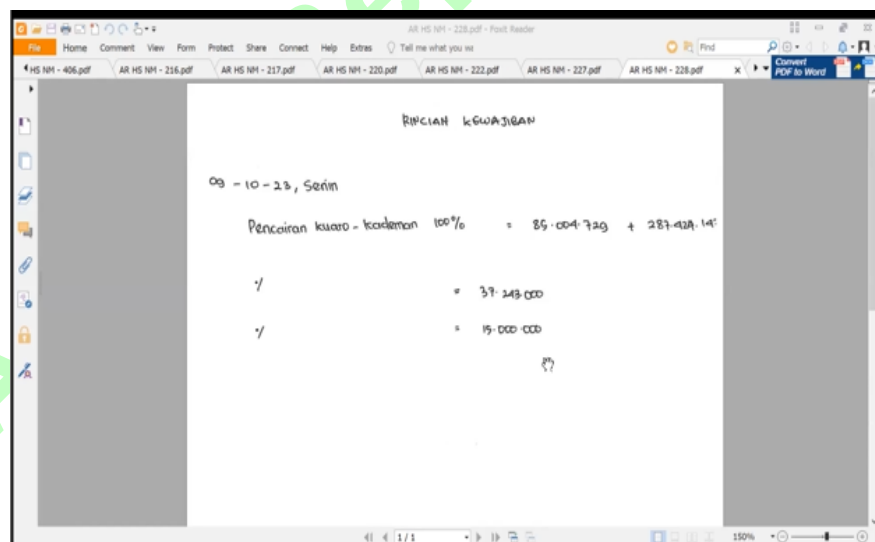 AR HS NM - 228.pdf - Foxit Reader
File Home Comment View Form Protect Share Connect Help Extras Tell me what you wa Find
HS NM - 406.pdf AR HS NM - 216.pdf AR HS NM - 217.pdf AR HS NM - 220.pdf AR HS NM - 222.pdf AR HS NM - 227.pdf AR HS NM - 228.pdf Convert
PDF to Word
RINCIAN KEWAJIBAN
09 - 10 - 23, Senin
Pencairan kuaro - kademan 100% = 85.004.729 + 287.424.14
% = 37.243.000
% = 15.000.000
1 / 1 150%